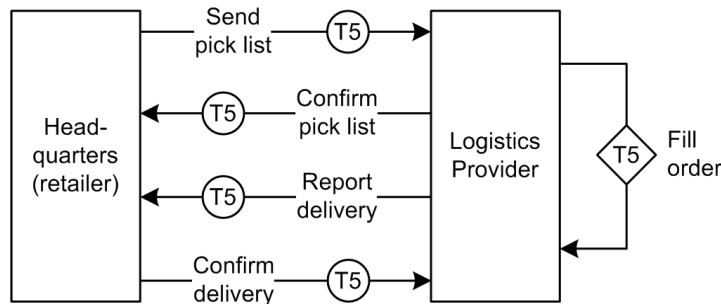 Send
pick list
T5
Confirm
pick list
T5
Head-
quarters
(retailer)
Logistics
Provider
T5
Fill
order
Report
delivery
T5
Confirm
delivery
T5